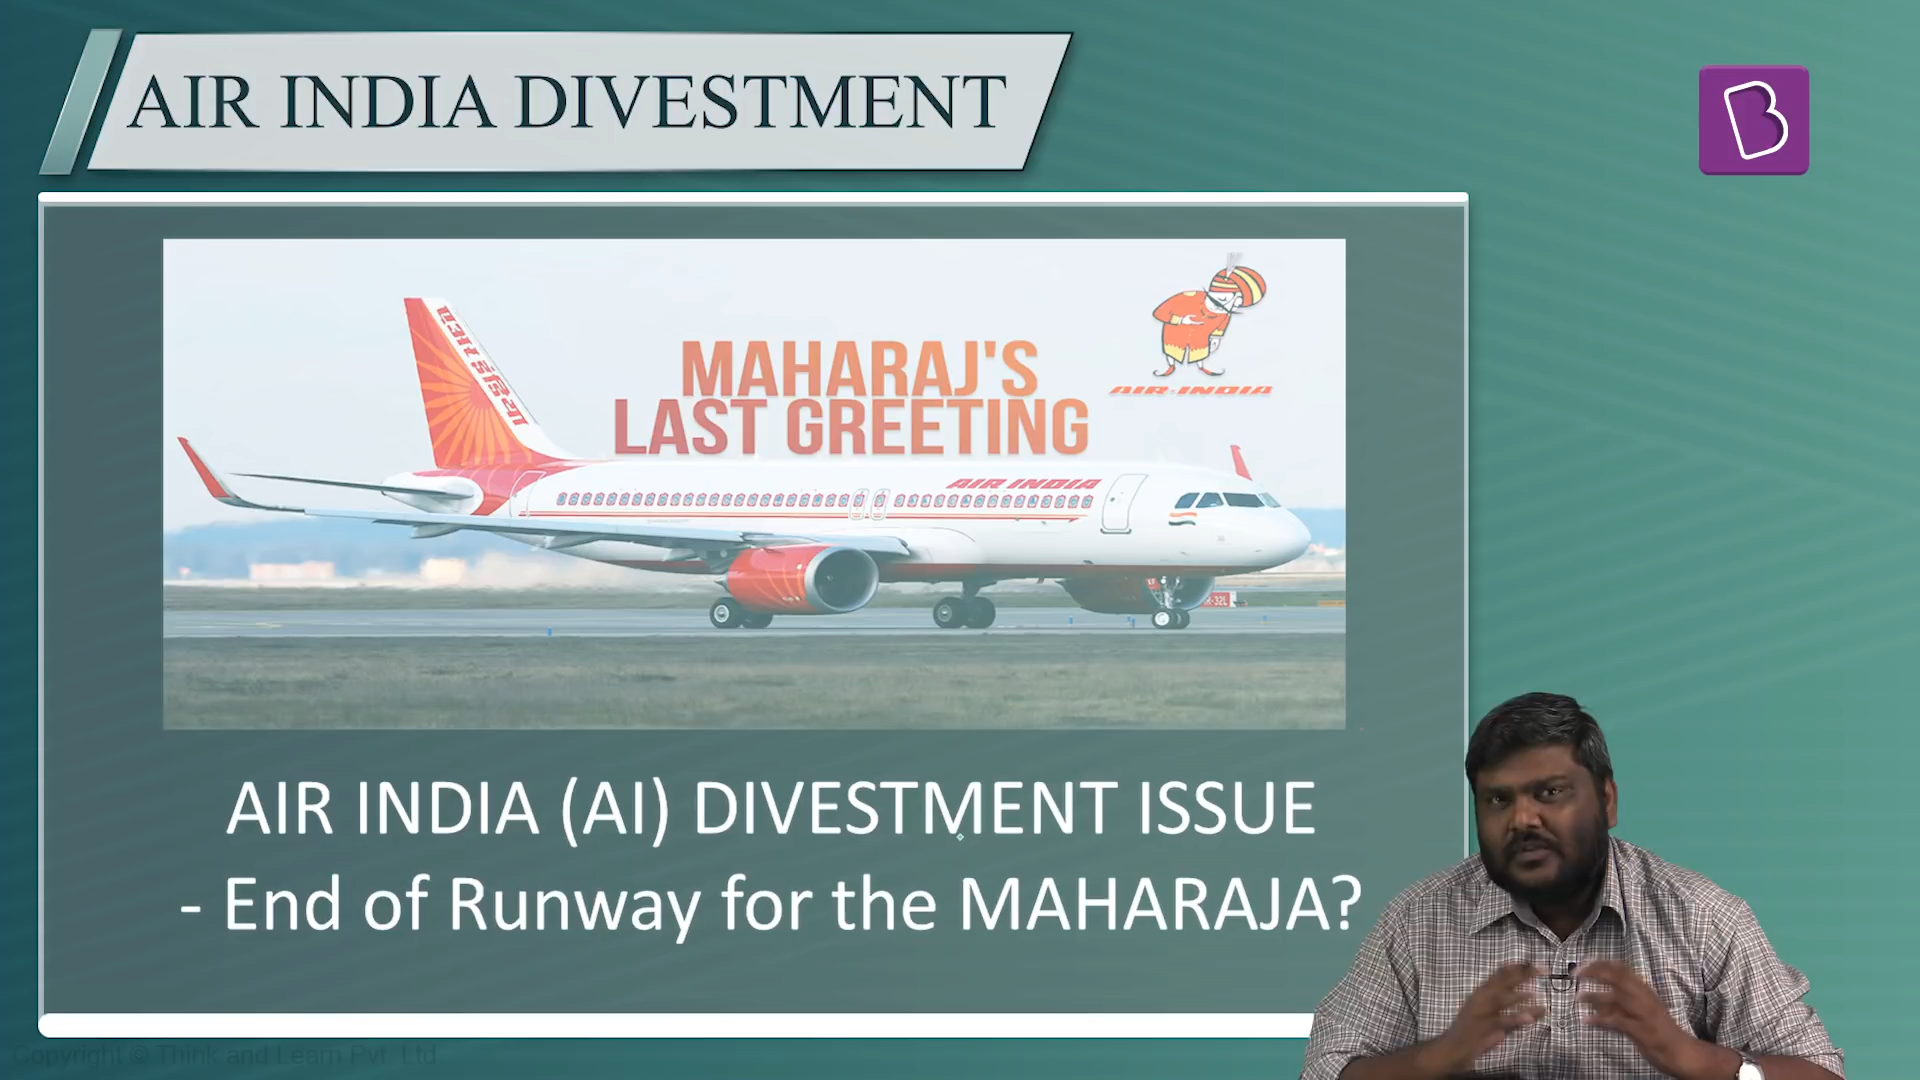 AIR INDIA DIVESTMENT
MAHARAJ'S
LAST GREETING
AIR-INDIA
एअर इंडिया
AIR INDIA
AIR INDIA (AI) DIVESTMENT ISSUE
- End of Runway for the MAHARAJA?
Copyright © Think and Learn Pvt. Ltd.